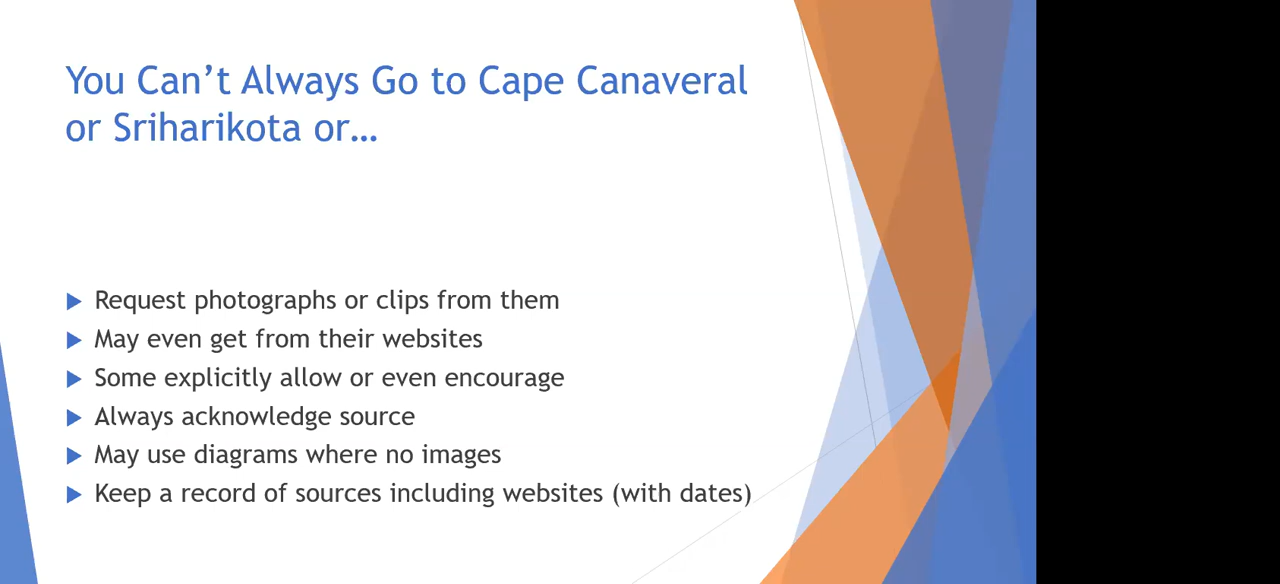 You Can’t Always Go to Cape Canaveral
or Sriharikota or…
Request photographs or clips from them
May even get from their websites
Some explicitly allow or even encourage
Always acknowledge source
May use diagrams where no images
Keep a record of sources including websites (with dates)